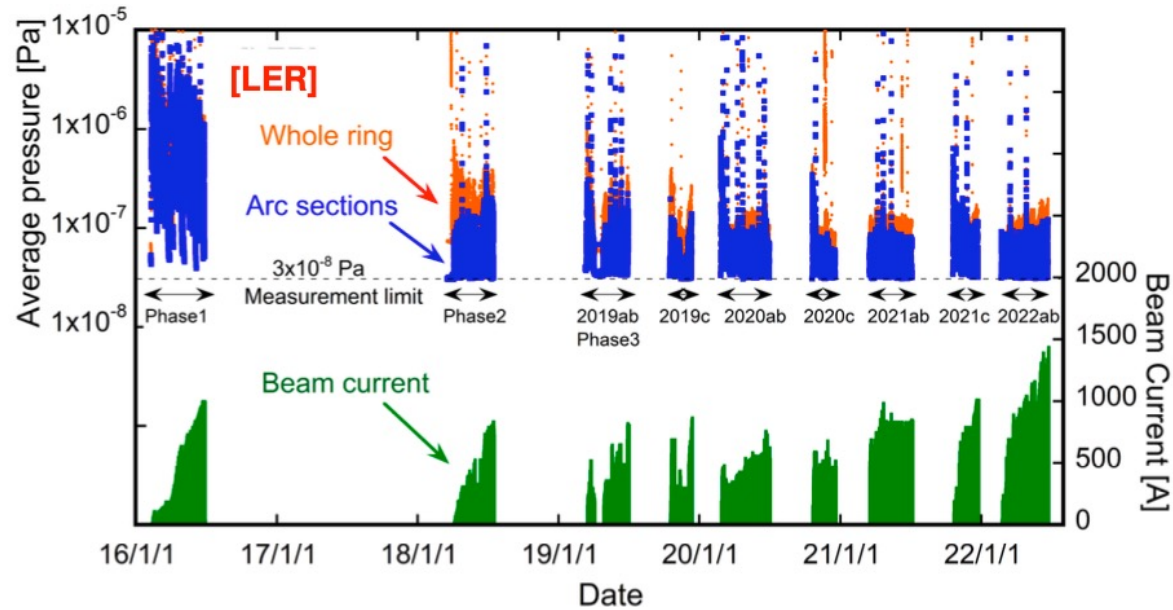 1x10-5
1x10-6
1x10-7
1x10-8
Average pressure [Pa]
[LER]
Whole ring
Arc sections
3x10-8 Pa
Measurement limit
Phase1
Phase2
2019ab
Phase3
2019c
2020ab
2020c
2021ab
2021c
2022ab
Beam current
2000
1500
1000
500
0
Beam Current [A]
16/1/1
17/1/1
18/1/1
19/1/1
20/1/1
21/1/1
22/1/1
Date